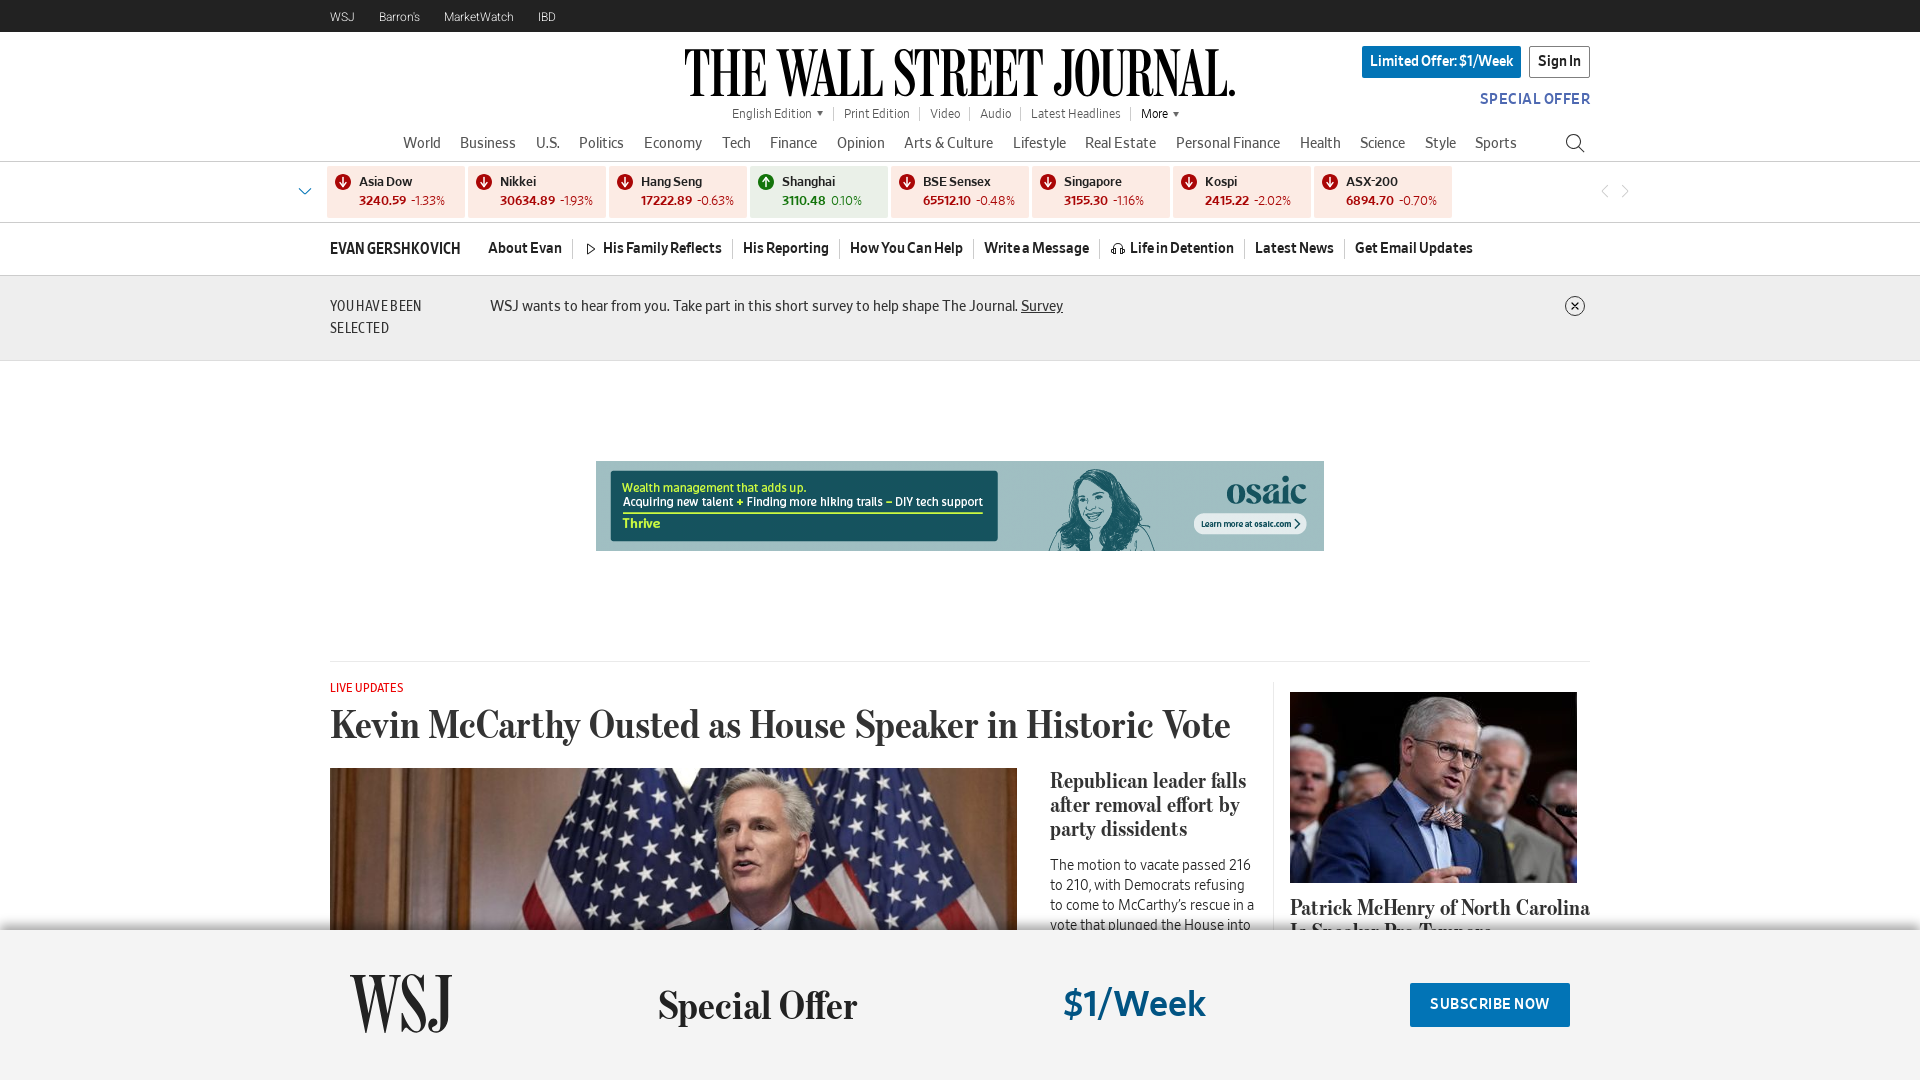 WSJ Barron's MarketWatch IBD
THE WALL STREET JOURNAL.
Limited Offer: $1/Week Sign In
SPECIAL OFFER
English Edition Print Edition Video Audio Latest Headlines More
World Business U.S. Politics Economy Tech Finance Opinion Arts & Culture Lifestyle Real Estate Personal Finance Health Science Style Sports
Asia Dow Nikkei Hang Seng Shanghai BSE Sensex Singapore Kospi ASX-200
3240.59 -1.33% 30634.89 -1.93% 17222.89 -0.63% 3110.48 0.10% 65512.10 -0.48% 3155.30 -1.16% 2415.22 -2.02% 6894.70 -0.70%
EVAN GERSHKOVICH About Evan His Family Reflects His Reporting How You Can Help Write a Message Life in Detention Latest News Get Email Updates
YOU HAVE BEEN
SELECTED
WSJ wants to hear from you. Take part in this short survey to help shape The Journal. Survey
Wealth management that adds up.
Acquiring new talent + Finding more hiking trails – DIY tech support
Thrive
osaic
Learn more at osaic.com
LIVE UPDATES
Kevin McCarthy Ousted as House Speaker in Historic Vote
Republican leader falls
after removal effort by
party dissidents
The motion to vacate passed 216
to 210, with Democrats refusing
to come to McCarthy’s rescue in a
vote that plunged the House into
Patrick McHenry of North Carolina
Is Speaker Pro Tempore
WSJ
Special Offer
$1/Week
SUBSCRIBE NOW